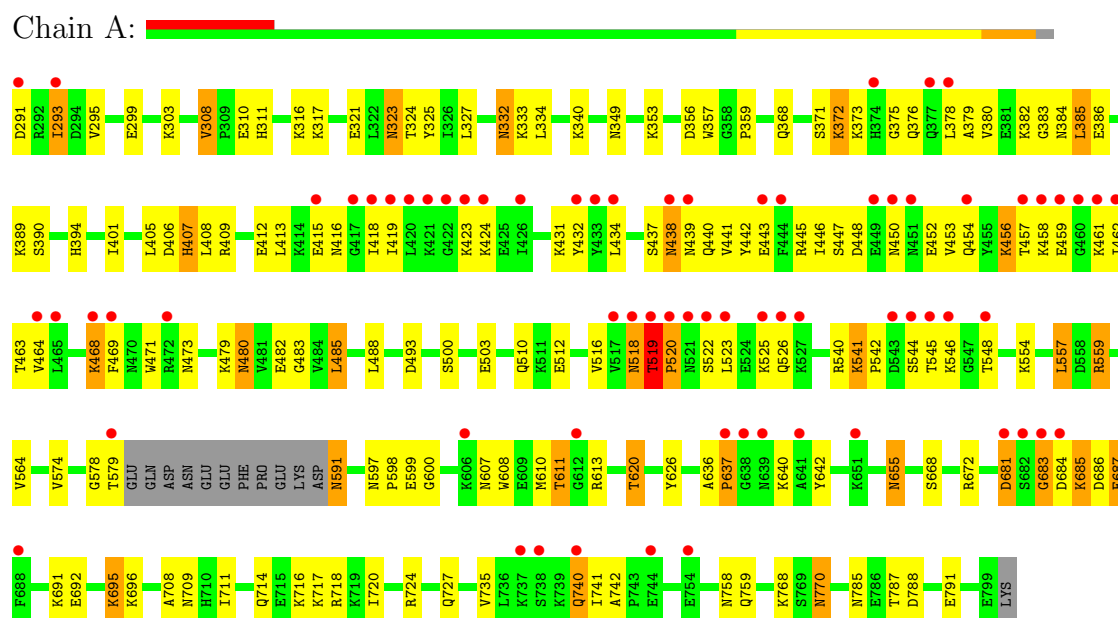 Chain A:
D291 R292 I293 D294 V295 E299 K303 V308 P309 E310 H311 K316 K317 E321 L322 N323 T324 Y325 I326 L327 N332 K333 L334 K340 N349 K353 D356 W357 G358 P359 Q368 S371 K372 K373 H374 G375 Q376 Q377 L378 A379 V380 E381 K382 G383 N384 L385 E386
K389 S390 H394 I401 L405 D406 H407 L408 R409 E412 L413 K414 E415 N416 G417 I418 I419 L420 K421 G422 K423 K424 E425 I426 K431 Y432 Y433 L434 S437 N438 N439 Q440 V441 Y442 E443 F444 R445 I446 S447 D448 E449 N450 N451 E452 V453 Q454 Y455 K456 T457 K458 E459 G460 K461
T463 V464 L465 K468 F469 N470 W471 R472 N473 K479 N480 V481 E482 G483 V484 L485 L488 D493 S500 E503 Q510 K511 E512 V516 V517 N518 T519 P520 N521 S522 L523 E524 K525 Q526 K527 R540 K541 P542 D543 S544 T545 K546 G547 T548 K554 L557 D558 R559
V564 V574 G578 T579 GLU GLN ASP ASN GLU GLU PHE PRO GLU LYS ASP N591 N597 P598 E599 G600 K606 N607 W608 E609 M610 T611 G612 R613 T620 Y626 A636 P637 G638 N639 K640 A641 Y642 K651 N655 S668 R672 D681 S682 G683 D684 K685 D686
F688 K691 E692 K695 K696 A708 N709 H710 I711 Q714 E715 K716 K717 R718 K719 I720 R724 Q727 V735 L736 K737 S738 K739 Q740 I741 A742 P743 E744 E754 N758 Q759 K768 S769 N770 N785 E786 T787 D788 E791 E799 LYS